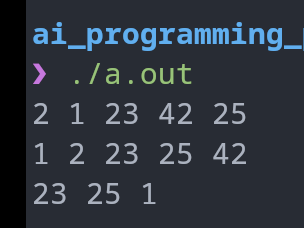 ai_programming_
❯ ./a.out
2 1 23 42 25
1 2 23 25 42
23 25 1